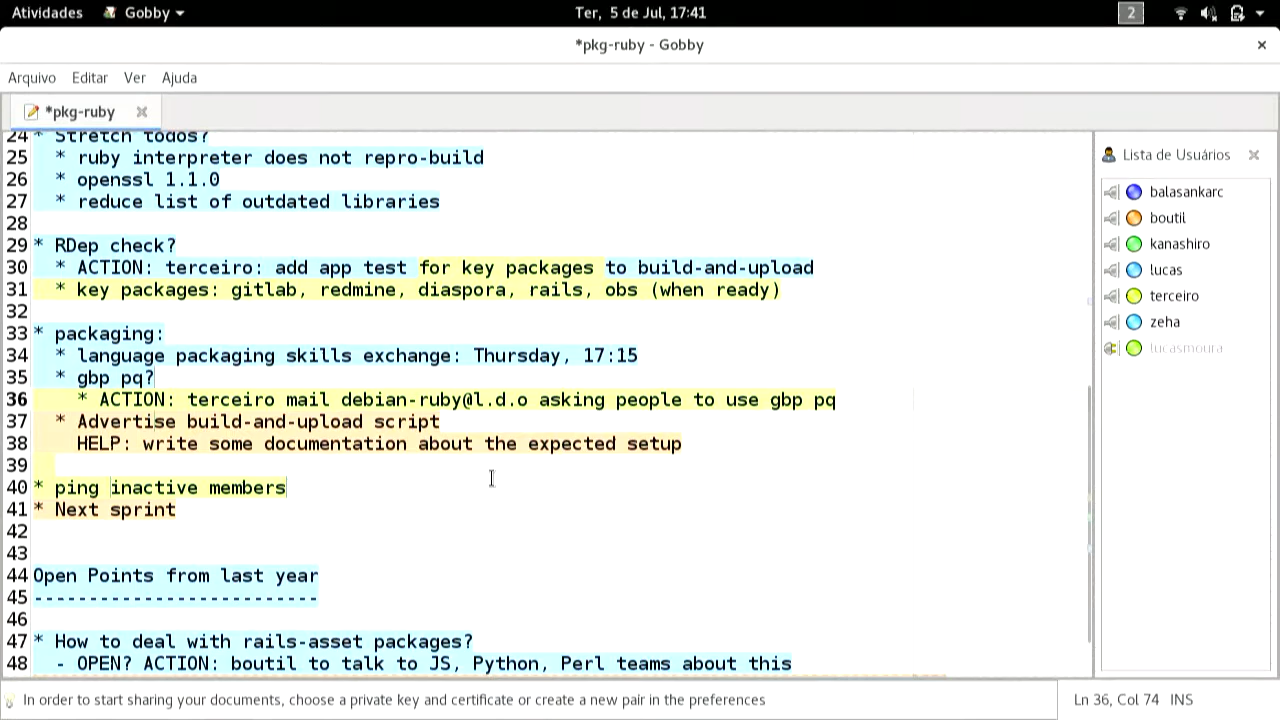 Atividades Gobby Ter, 5 de Jul, 17:41 2
*pkg-ruby - Gobby
Arquivo Editar Ver Ajuda
*pkg-ruby
24 * Stretch todos?
25 * ruby interpreter does not repro-build
26 * openssl 1.1.0
27 * reduce list of outdated libraries
28
29 * RDep check?
30 * ACTION: terceiro: add app test for key packages to build-and-upload
31 * key packages: gitlab, redmine, diaspora, rails, obs (when ready)
32
33 * packaging:
34 * language packaging skills exchange: Thursday, 17:15
35 * gbp pq?
36 * ACTION: terceiro mail debian-ruby@l.d.o asking people to use gbp pq
37 * Advertise build-and-upload script
38 HELP: write some documentation about the expected setup
39
40 * ping inactive members
41 * Next sprint
42
43
44 Open Points from last year
45 --------------------------
46
47 * How to deal with rails-asset packages?
48 - OPEN? ACTION: boutil to talk to JS, Python, Perl teams about this
Lista de Usuários
balasankarc
boutil
kanashiro
lucas
terceiro
zeha
lucasmoura
In order to start sharing your documents, choose a private key and certificate or create a new pair in the preferences
Ln 36, Col 74 INS